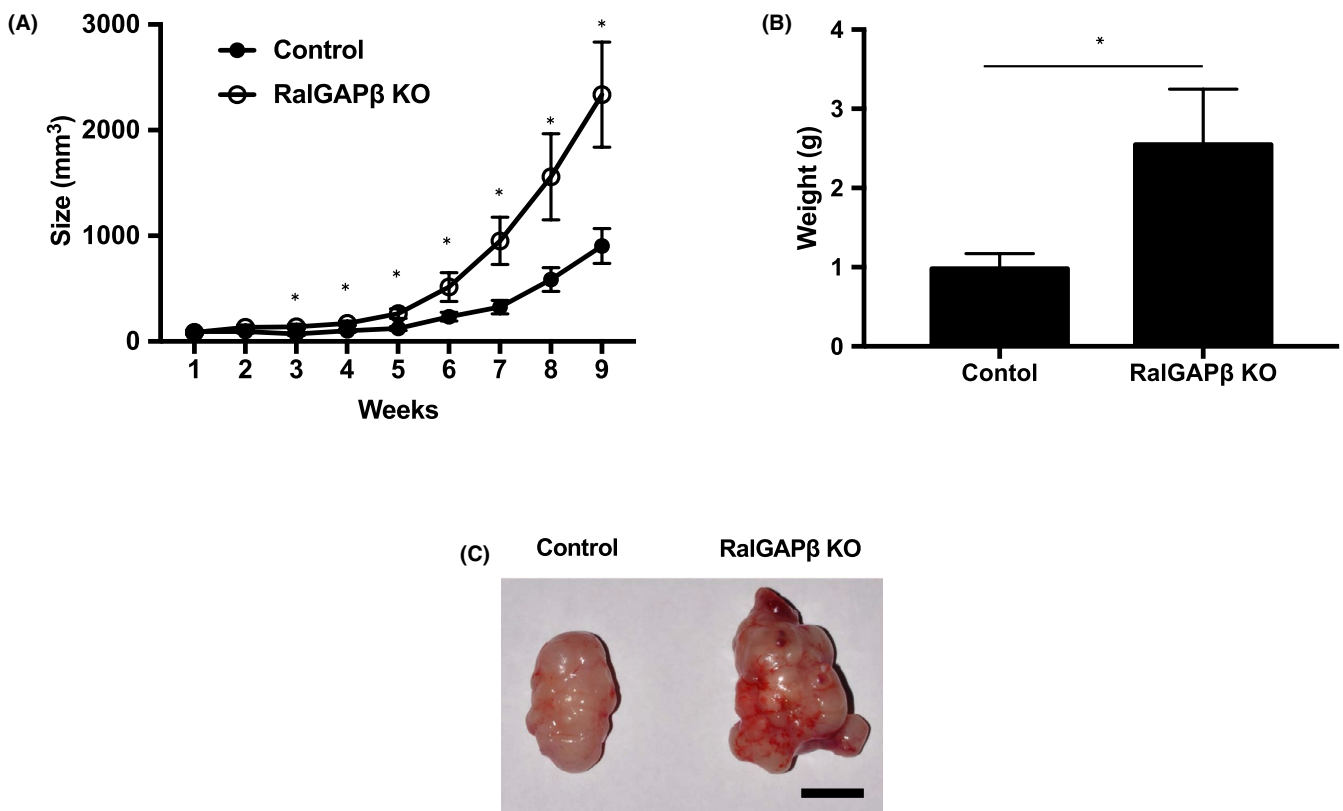 (A)
3000
2000
1000
0
Size (mm³)
Control
RalGAPβ KO
*
*
*
*
*
*
*
1 2 3 4 5 6 7 8 9
Weeks
(B)
4
3
2
1
0
Weight (g)
*
Contol RalGAPβ KO
(C) Control RalGAPβ KO